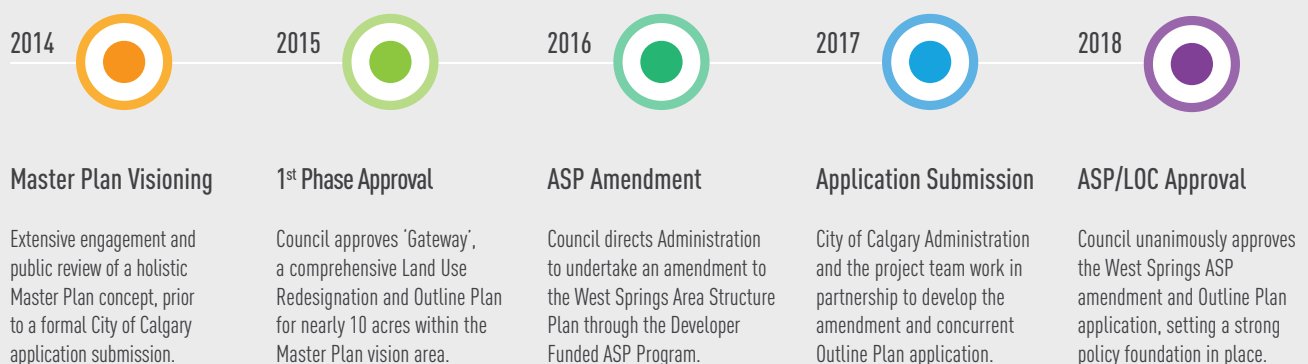 2014
Master Plan Visioning
Extensive engagement and
public review of a holistic
Master Plan concept, prior
to a formal City of Calgary
application submission.
2015
1st Phase Approval
Council approves ‘Gateway’,
a comprehensive Land Use
Redesignation and Outline Plan
for nearly 10 acres within the
Master Plan vision area.
2016
ASP Amendment
Council directs Administration
to undertake an amendment to
the West Springs Area Structure
Plan through the Developer
Funded ASP Program.
2017
Application Submission
City of Calgary Administration
and the project team work in
partnership to develop the
amendment and concurrent
Outline Plan application.
2018
ASP/LOC Approval
Council unanimously approves
the West Springs ASP
amendment and Outline Plan
application, setting a strong
policy foundation in place.